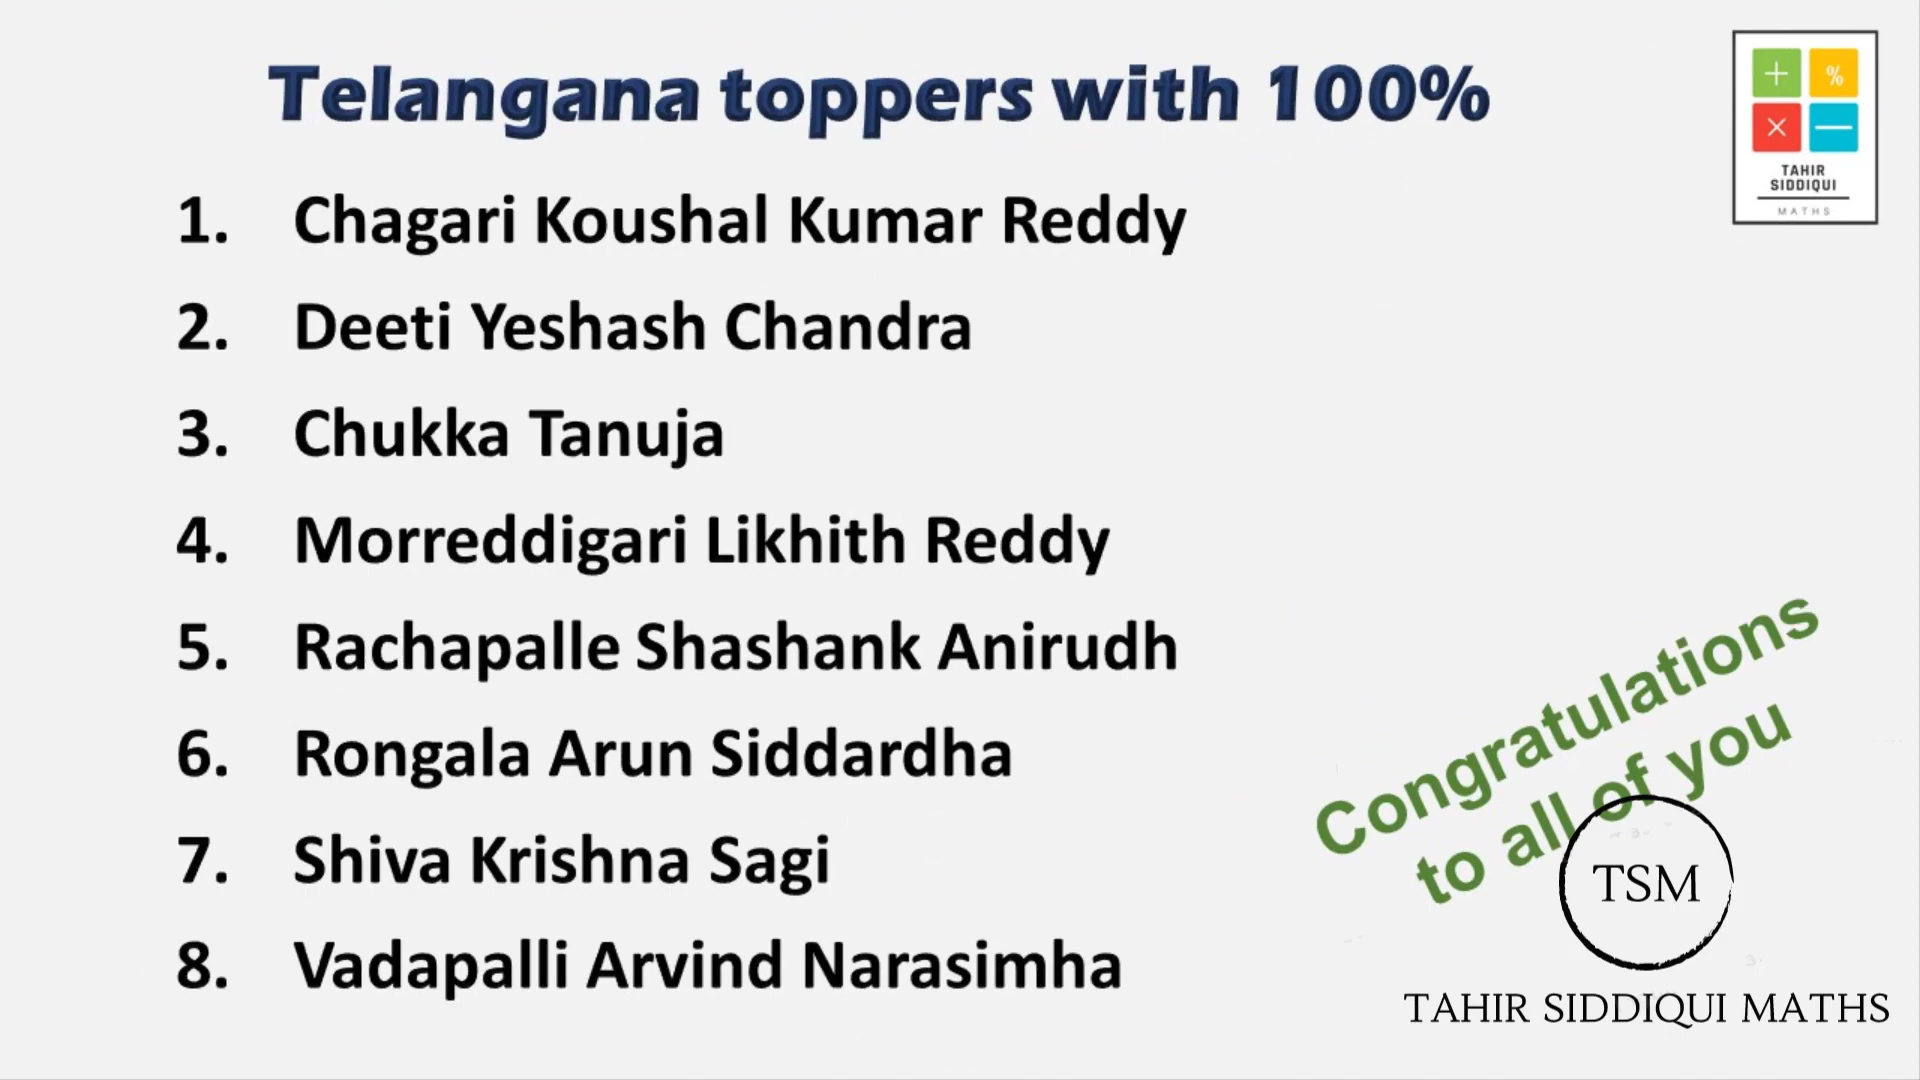 Telangana toppers with 100%
+ %
× —
TAHIR
SIDDIQUI
MATHS
1. Chagari Koushal Kumar Reddy
2. Deeti Yeshash Chandra
3. Chukka Tanuja
4. Morreddigari Likhith Reddy
5. Rachapalle Shashank Anirudh
6. Rongala Arun Siddardha
7. Shiva Krishna Sagi
8. Vadapalli Arvind Narasimha
Congratulations
to all of you
TSM
TAHIR SIDDIQUI MATHS